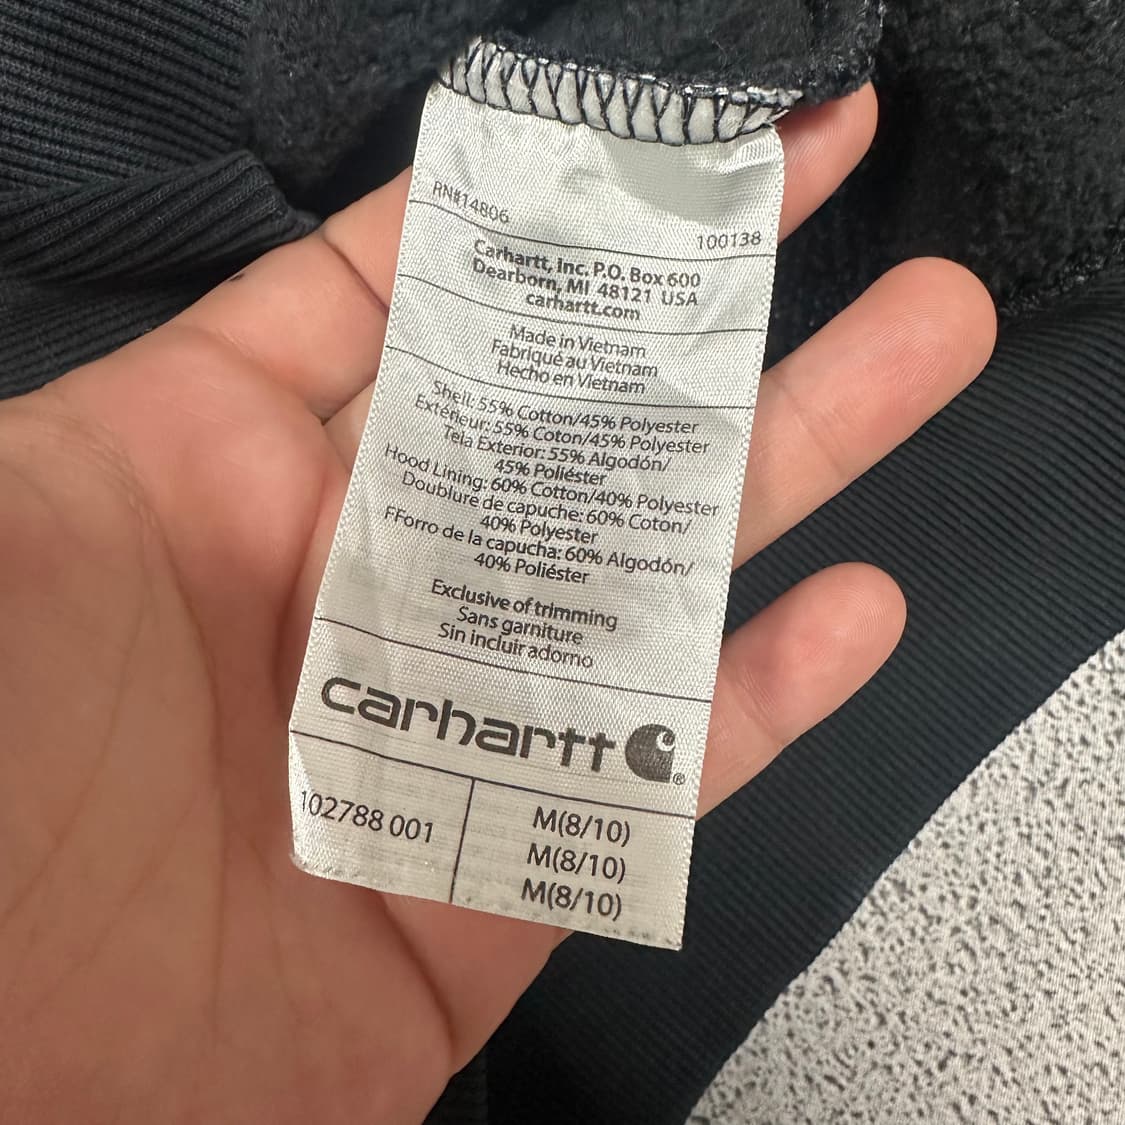 RN#14806
100138
Carhartt, Inc. P.O. Box 600
Dearborn, MI 48121 USA
carhartt.com
Made in Vietnam
Fabriqué au Vietnam
Hecho en Vietnam
Shell: 55% Cotton/45% Polyester
Extérieur: 55% Coton/45% Polyester
Tela Exterior: 55% Algodón/
45% Poliéster
Hood Lining: 60% Cotton/40% Polyester
Doublure de capuche: 60% Coton/
40% Polyester
FForro de la capucha: 60% Algodón/
40% Poliéster
Exclusive of trimming
Sans garniture
Sin incluir adorno
carhartt ®
102788 001
M(8/10)
M(8/10)
M(8/10)